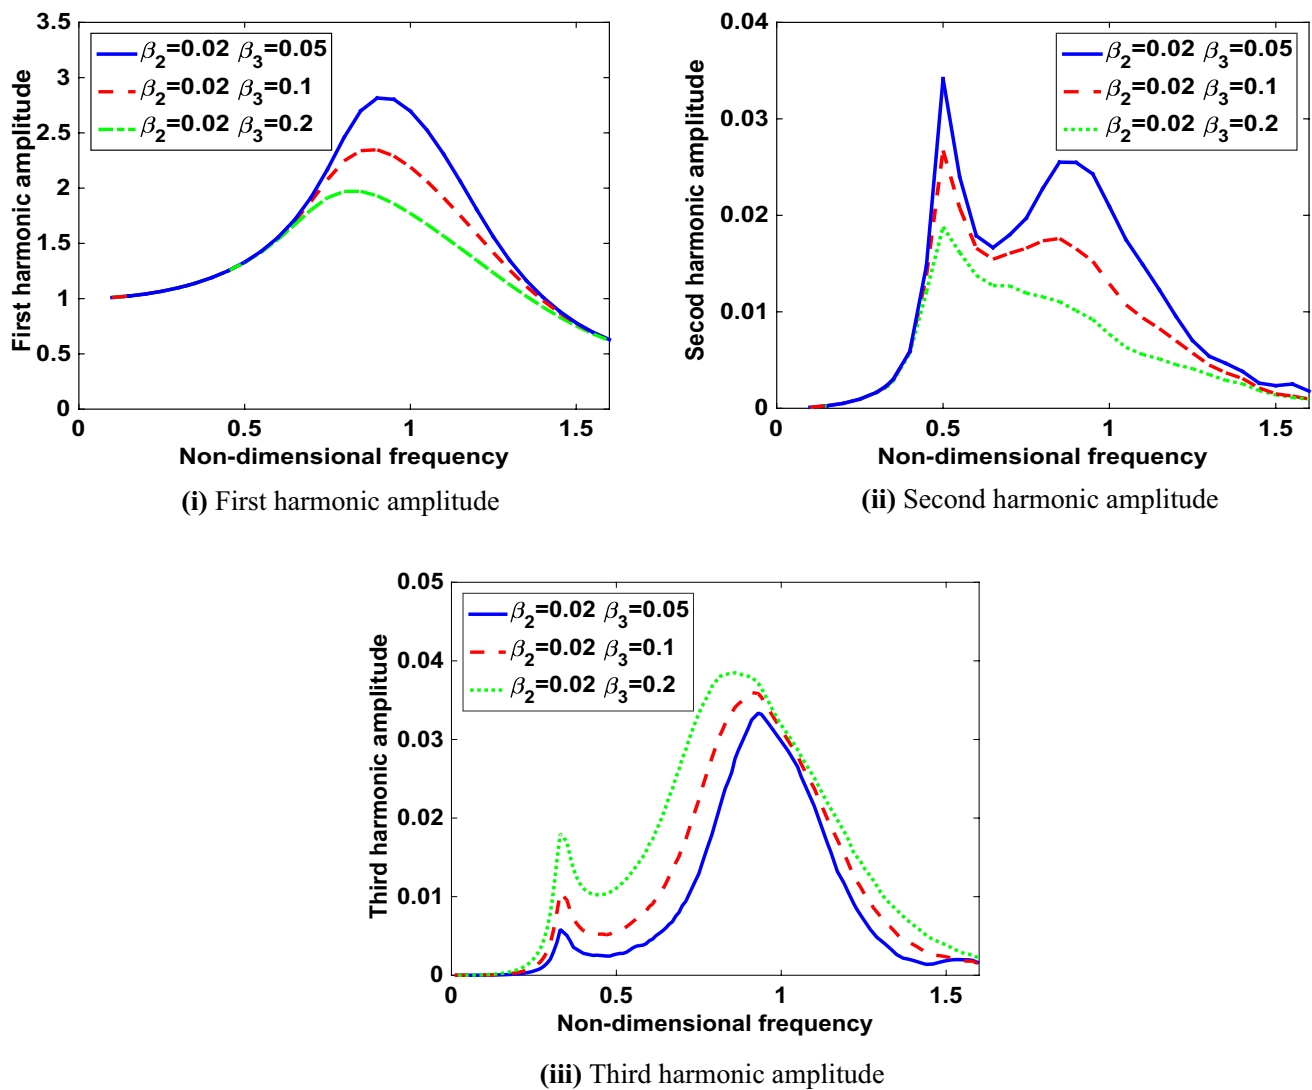 First harmonic amplitude
3.5
3
2.5
2
1.5
1
0.5
0
β2=0.02 β3=0.05
β2=0.02 β3=0.1
β2=0.02 β3=0.2
0 0.5 1 1.5
Non-dimensional frequency
(i) First harmonic amplitude
Secod harmonic amplitude
0.04
0.03
0.02
0.01
0
β2=0.02 β3=0.05
β2=0.02 β3=0.1
β2=0.02 β3=0.2
0 0.5 1 1.5
Non-dimensional frequency
(ii) Second harmonic amplitude
Third harmonic amplitude
0.05
0.04
0.03
0.02
0.01
0
β2=0.02 β3=0.05
β2=0.02 β3=0.1
β2=0.02 β3=0.2
0 0.5 1 1.5
Non-dimensional frequency
(iii) Third harmonic amplitude